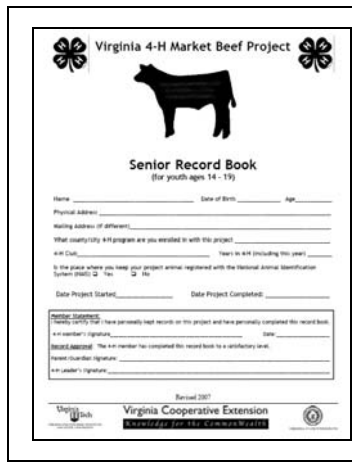 H H
H H
H H
H H
Virginia 4-H Market Beef Project
Senior Record Book
(for youth ages 14 - 19)
Name Date of Birth Age
Physical Address
Mailing Address (if different)
What county/city 4-H program are you enrolled in with this project
4-H Club Years in 4-H (including this year)
Is the place where you keep your project animal registered with the National Animal Identification
System (NAIS) ❑ Yes ❑ No
Date Project Started Date Project Completed:
Member Statement:
I hereby certify that I have personally kept records on this project and have personally completed this record book.
4-H Member's Signature Date:
Record Approval: The 4-H member has completed this record book to a satisfactory level.
Parent/Guardian Signature:
4-H Leader's Signature:
Revised 2007
Virginia Tech
Virginia Cooperative Extension
Knowledge for the CommonWealth